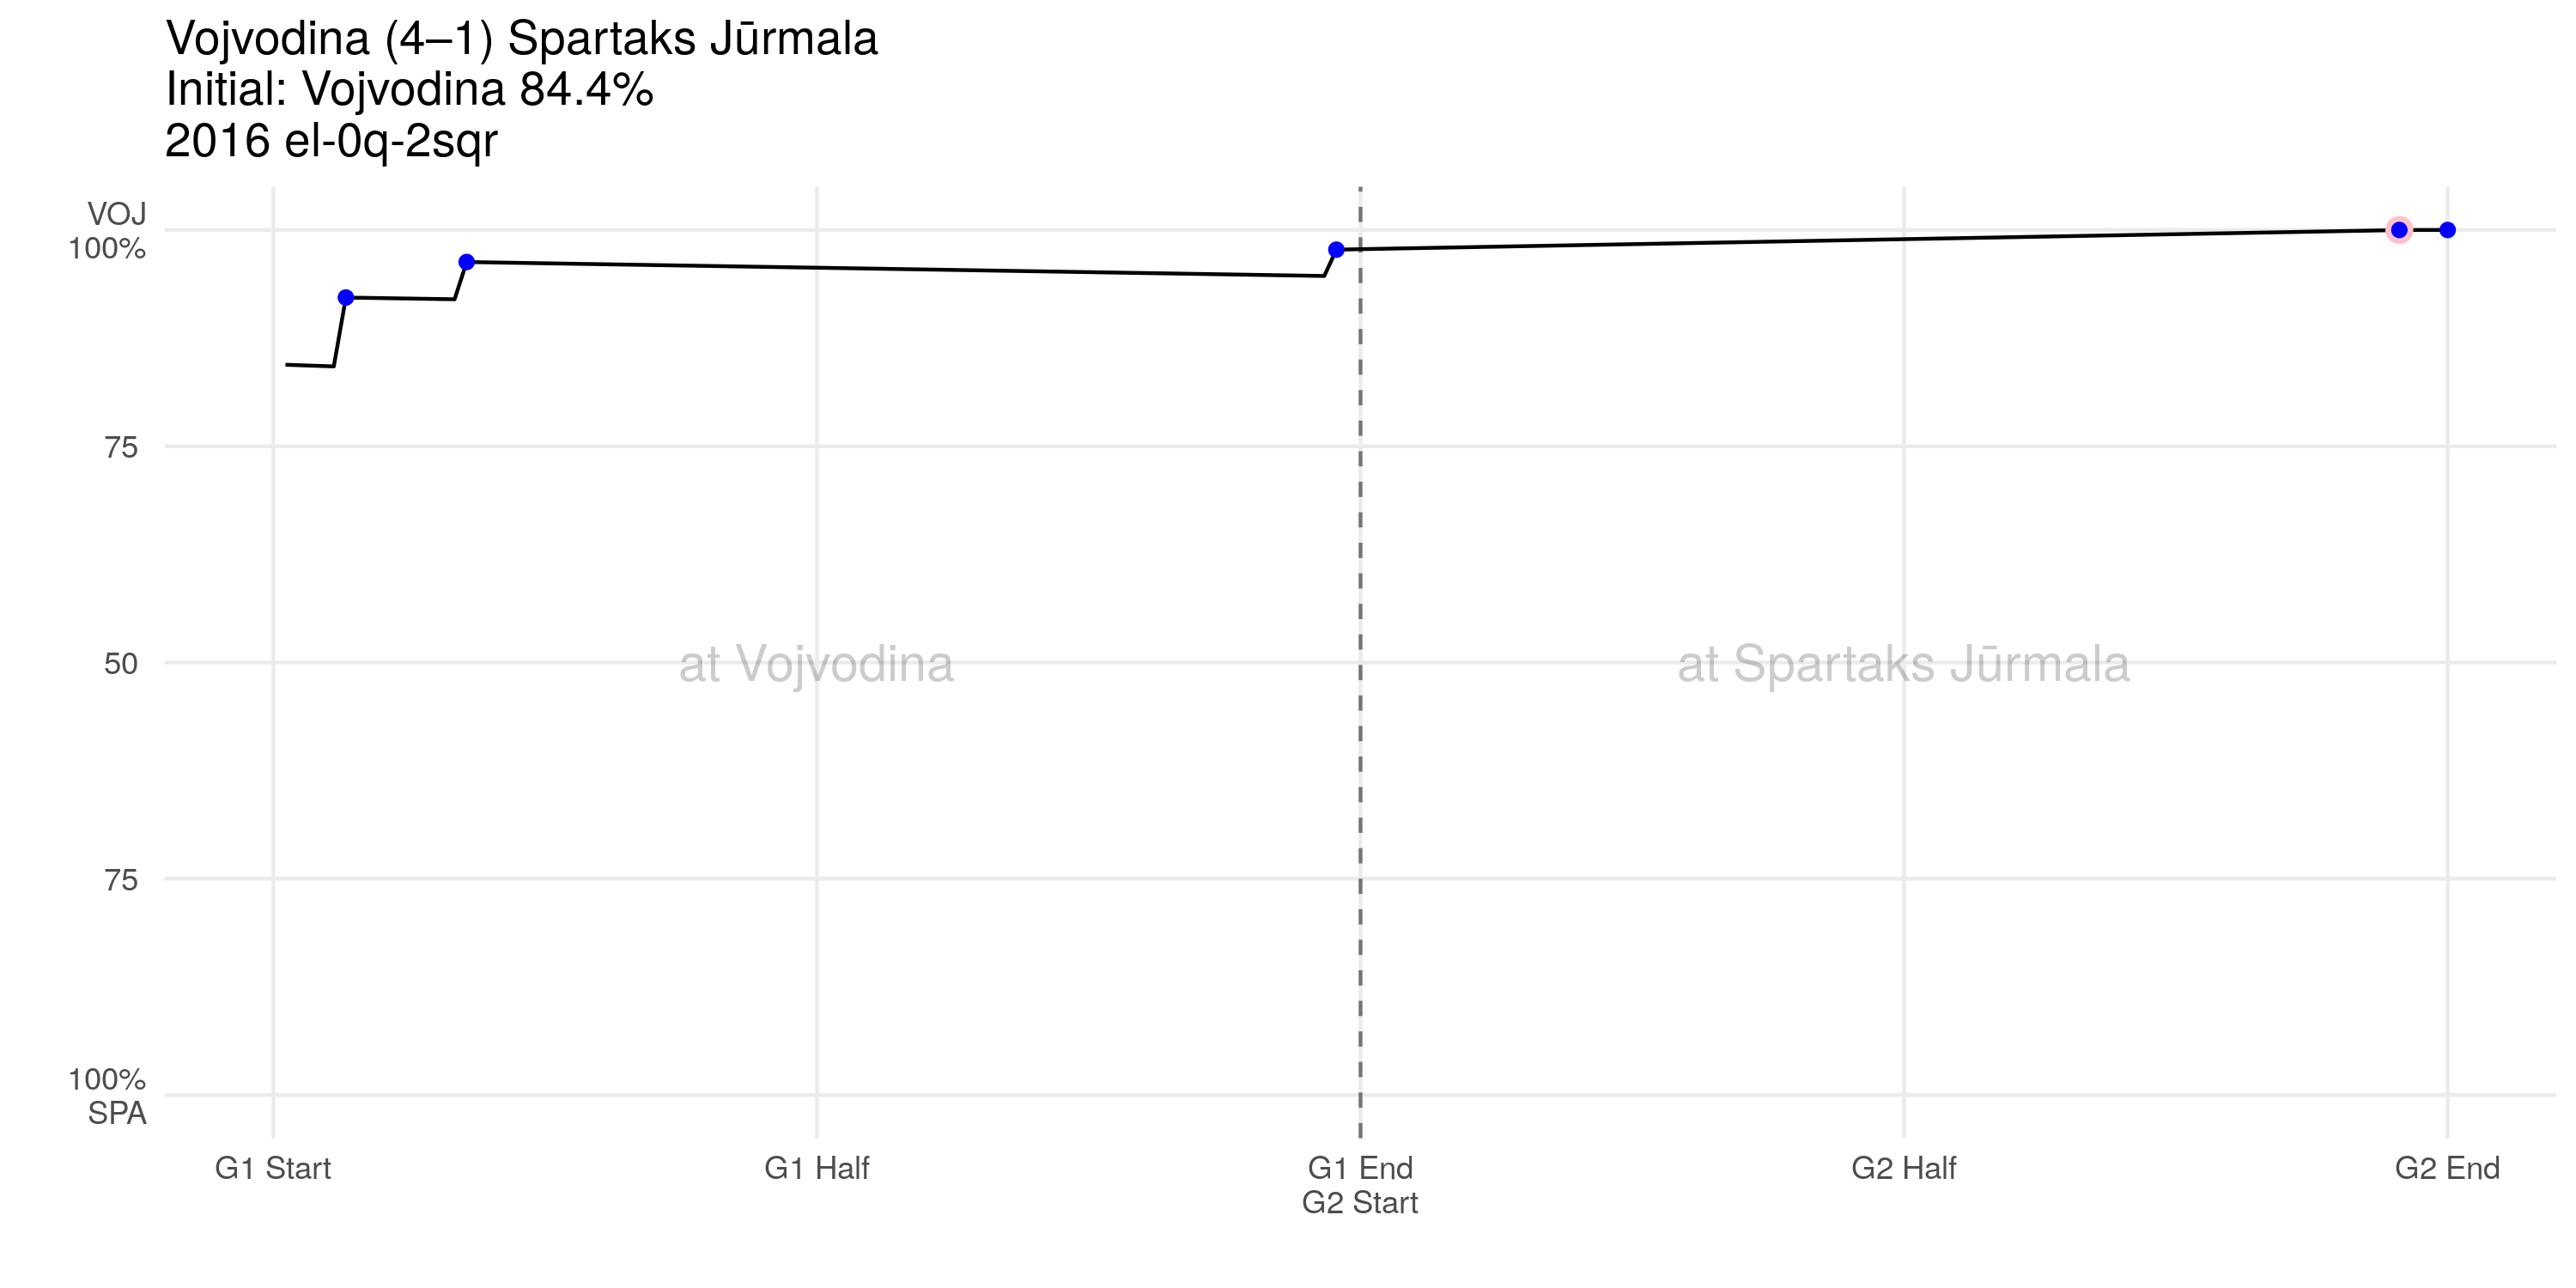 Vojvodina (4–1) Spartaks Jūrmala
Initial: Vojvodina 84.4%
2016 el-0q-2sqr
VOJ
100%
75
50
75
100%
SPA
at Vojvodina
at Spartaks Jūrmala
G1 Start
G1 Half
G1 End
G2 Start
G2 Half
G2 End